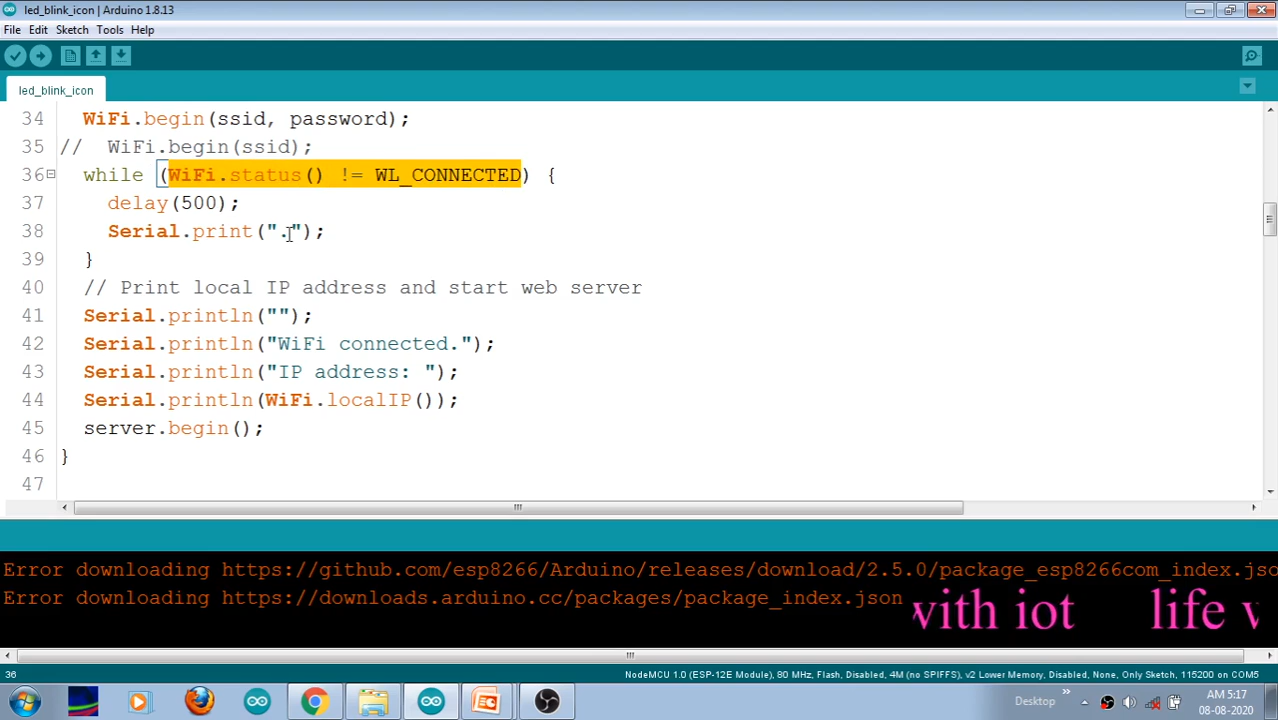 led_blink_icon | Arduino 1.8.13
File Edit Sketch Tools Help
led_blink_icon
34 WiFi.begin(ssid, password);
35 // WiFi.begin(ssid);
36 while (WiFi.status() != WL_CONNECTED) {
37 delay(500);
38 Serial.print(".");
39 }
40 // Print local IP address and start web server
41 Serial.println("");
42 Serial.println("WiFi connected.");
43 Serial.println("IP address: ");
44 Serial.println(WiFi.localIP());
45 server.begin();
46 }
47
Error downloading https://github.com/esp8266/Arduino/releases/download/2.5.0/package_esp8266com_index.jso
Error downloading https://downloads.arduino.cc/packages/package_index.json
with iot life v
36 NodeMCU 1.0 (ESP-12E Module), 80 MHz, Flash, Disabled, 4M (no SPIFFS), v2 Lower Memory, Disabled, None, Only Sketch, 115200 on COM5
Desktop
AM 5:17
08-08-2020